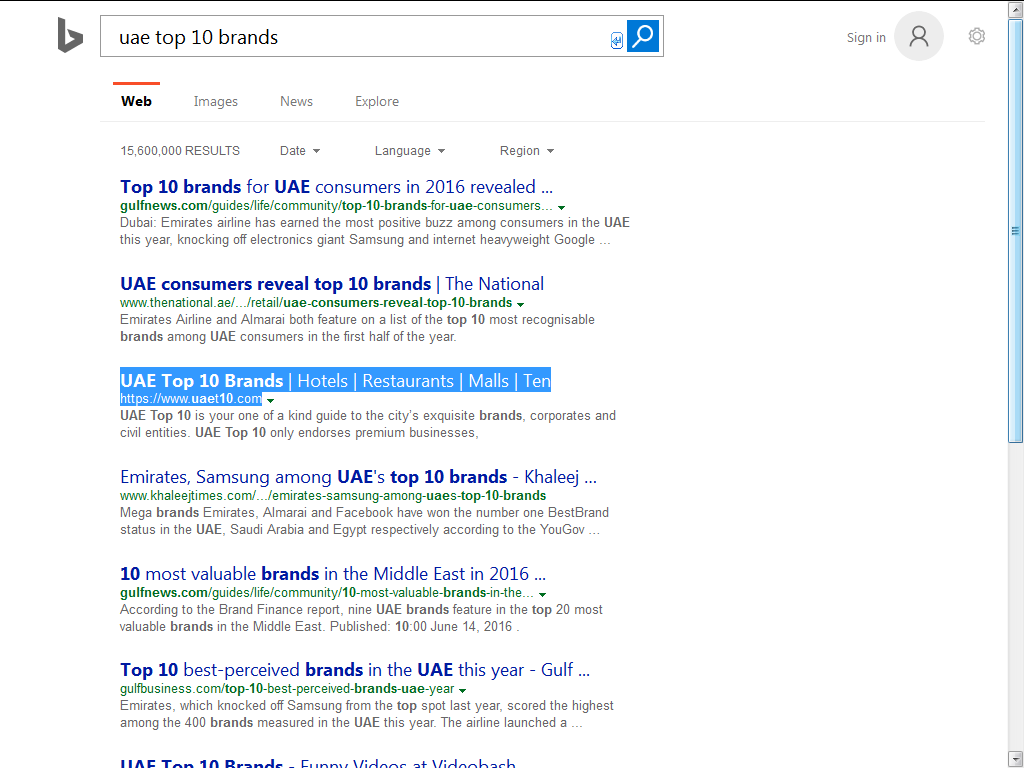 uae top 10 brands
Sign in
Web Images News Explore
15,600,000 RESULTS Date Language Region
Top 10 brands for UAE consumers in 2016 revealed ...
gulfnews.com/guides/life/community/top-10-brands-for-uae-consumers...
Dubai: Emirates airline has earned the most positive buzz among consumers in the UAE
this year, knocking off electronics giant Samsung and internet heavyweight Google ...
UAE consumers reveal top 10 brands | The National
www.thenational.ae/.../retail/uae-consumers-reveal-top-10-brands
Emirates Airline and Almarai both feature on a list of the top 10 most recognisable
brands among UAE consumers in the first half of the year.
UAE Top 10 Brands | Hotels | Restaurants | Malls | Ten
https://www.uaet10.com
UAE Top 10 is your one of a kind guide to the city's exquisite brands, corporates and
civil entities. UAE Top 10 only endorses premium businesses,
Emirates, Samsung among UAE's top 10 brands - Khaleej ...
www.khaleejtimes.com/.../emirates-samsung-among-uaes-top-10-brands
Mega brands Emirates, Almarai and Facebook have won the number one BestBrand
status in the UAE, Saudi Arabia and Egypt respectively according to the YouGov ...
10 most valuable brands in the Middle East in 2016 ...
gulfnews.com/guides/life/community/10-most-valuable-brands-in-the...
According to the Brand Finance report, nine UAE brands feature in the top 20 most
valuable brands in the Middle East. Published: 10:00 June 14, 2016 .
Top 10 best-perceived brands in the UAE this year - Gulf ...
gulfbusiness.com/top-10-best-perceived-brands-uae-year
Emirates, which knocked off Samsung from the top spot last year, scored the highest
among the 400 brands measured in the UAE this year. The airline launched a ...
UAE Top 10 Brands - Funny Videos at Videobash